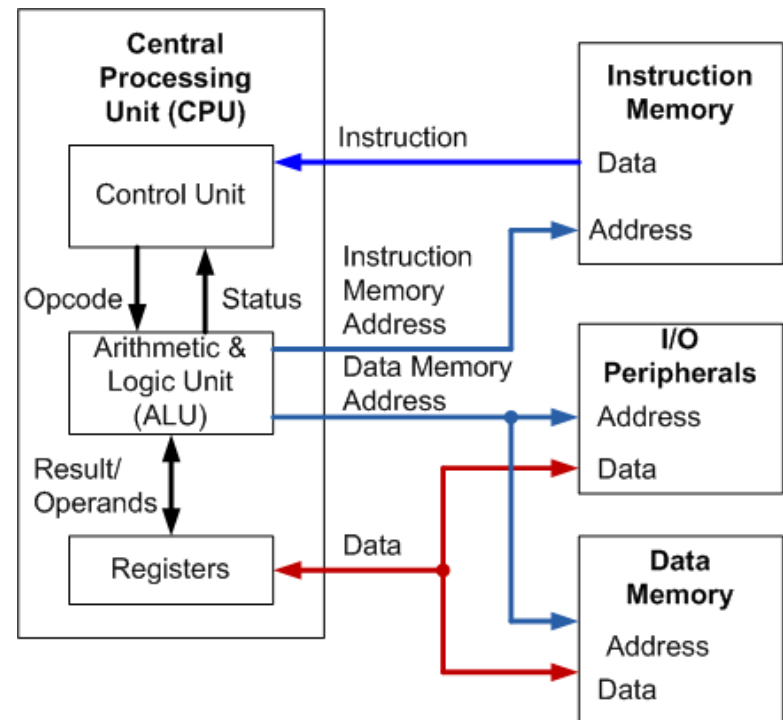 Central
Processing
Unit (CPU)
Control Unit
Opcode
Status
Arithmetic &
Logic Unit
(ALU)
Result/
Operands
Registers
Instruction
Instruction
Memory
Address
Data Memory
Address
Data
Instruction
Memory
Data
Address
I/O
Peripherals
Address
Data
Data
Memory
Address
Data